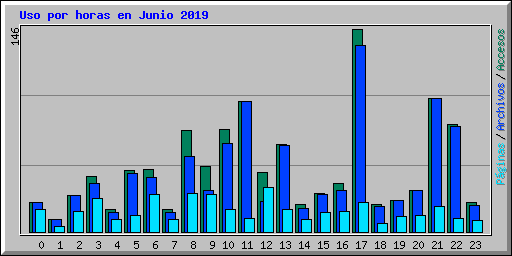 Uso por horas en Junio 2019
146
Páginas / Archivos / Accesos
0 1 2 3 4 5 6 7 8 9 10 11 12 13 14 15 16 17 18 19 20 21 22 23